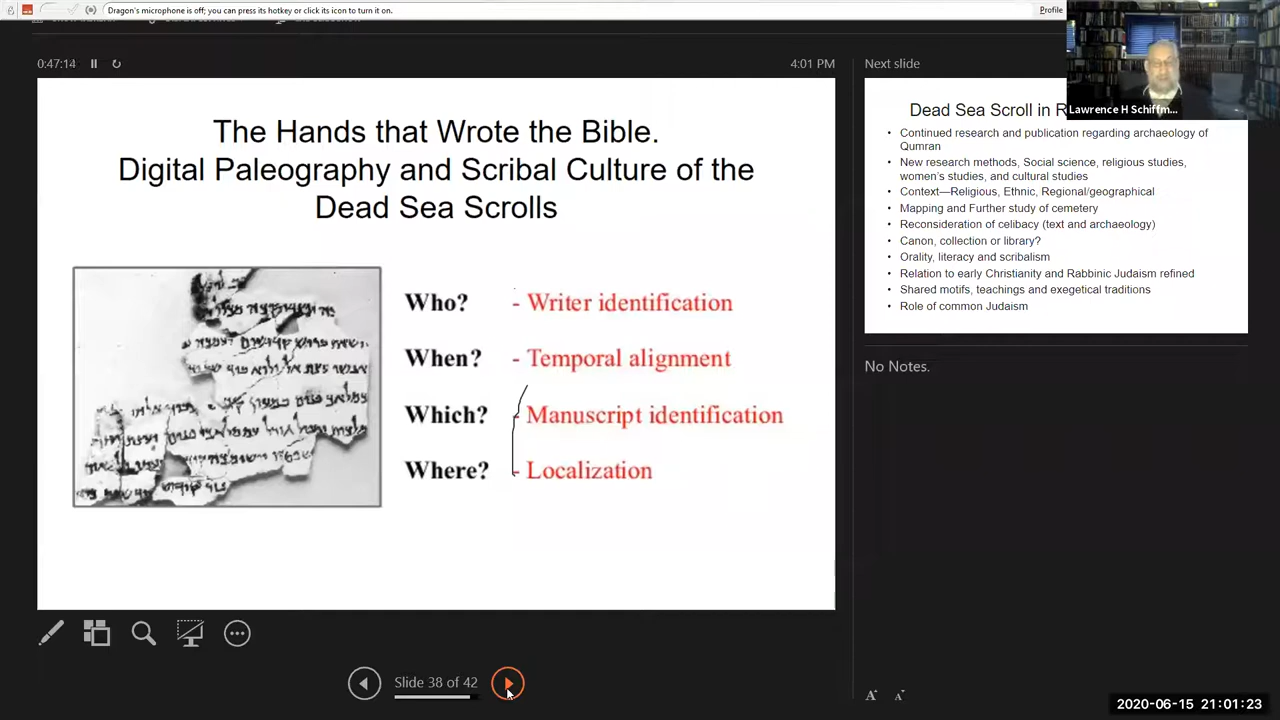 Dragon's microphone is off; you can press its hotkey or click its icon to turn it on.
Profile
0:47:14
4:01 PM
Next slide
Lawrence H Schiffm...
The Hands that Wrote the Bible.
Digital Paleography and Scribal Culture of the
Dead Sea Scrolls
Who? - Writer identification
When? - Temporal alignment
Which? - Manuscript identification
Where? - Localization
Dead Sea Scroll in R
• Continued research and publication regarding archaeology of
Qumran
• New research methods, Social science, religious studies,
women's studies, and cultural studies
• Context—Religious, Ethnic, Regional/geographical
• Mapping and Further study of cemetery
• Reconsideration of celibacy (text and archaeology)
• Canon, collection or library?
• Orality, literacy and scribalism
• Relation to early Christianity and Rabbinic Judaism refined
• Shared motifs, teachings and exegetical traditions
• Role of common Judaism
No Notes.
Slide 38 of 42
A A
2020-06-15 21:01:23